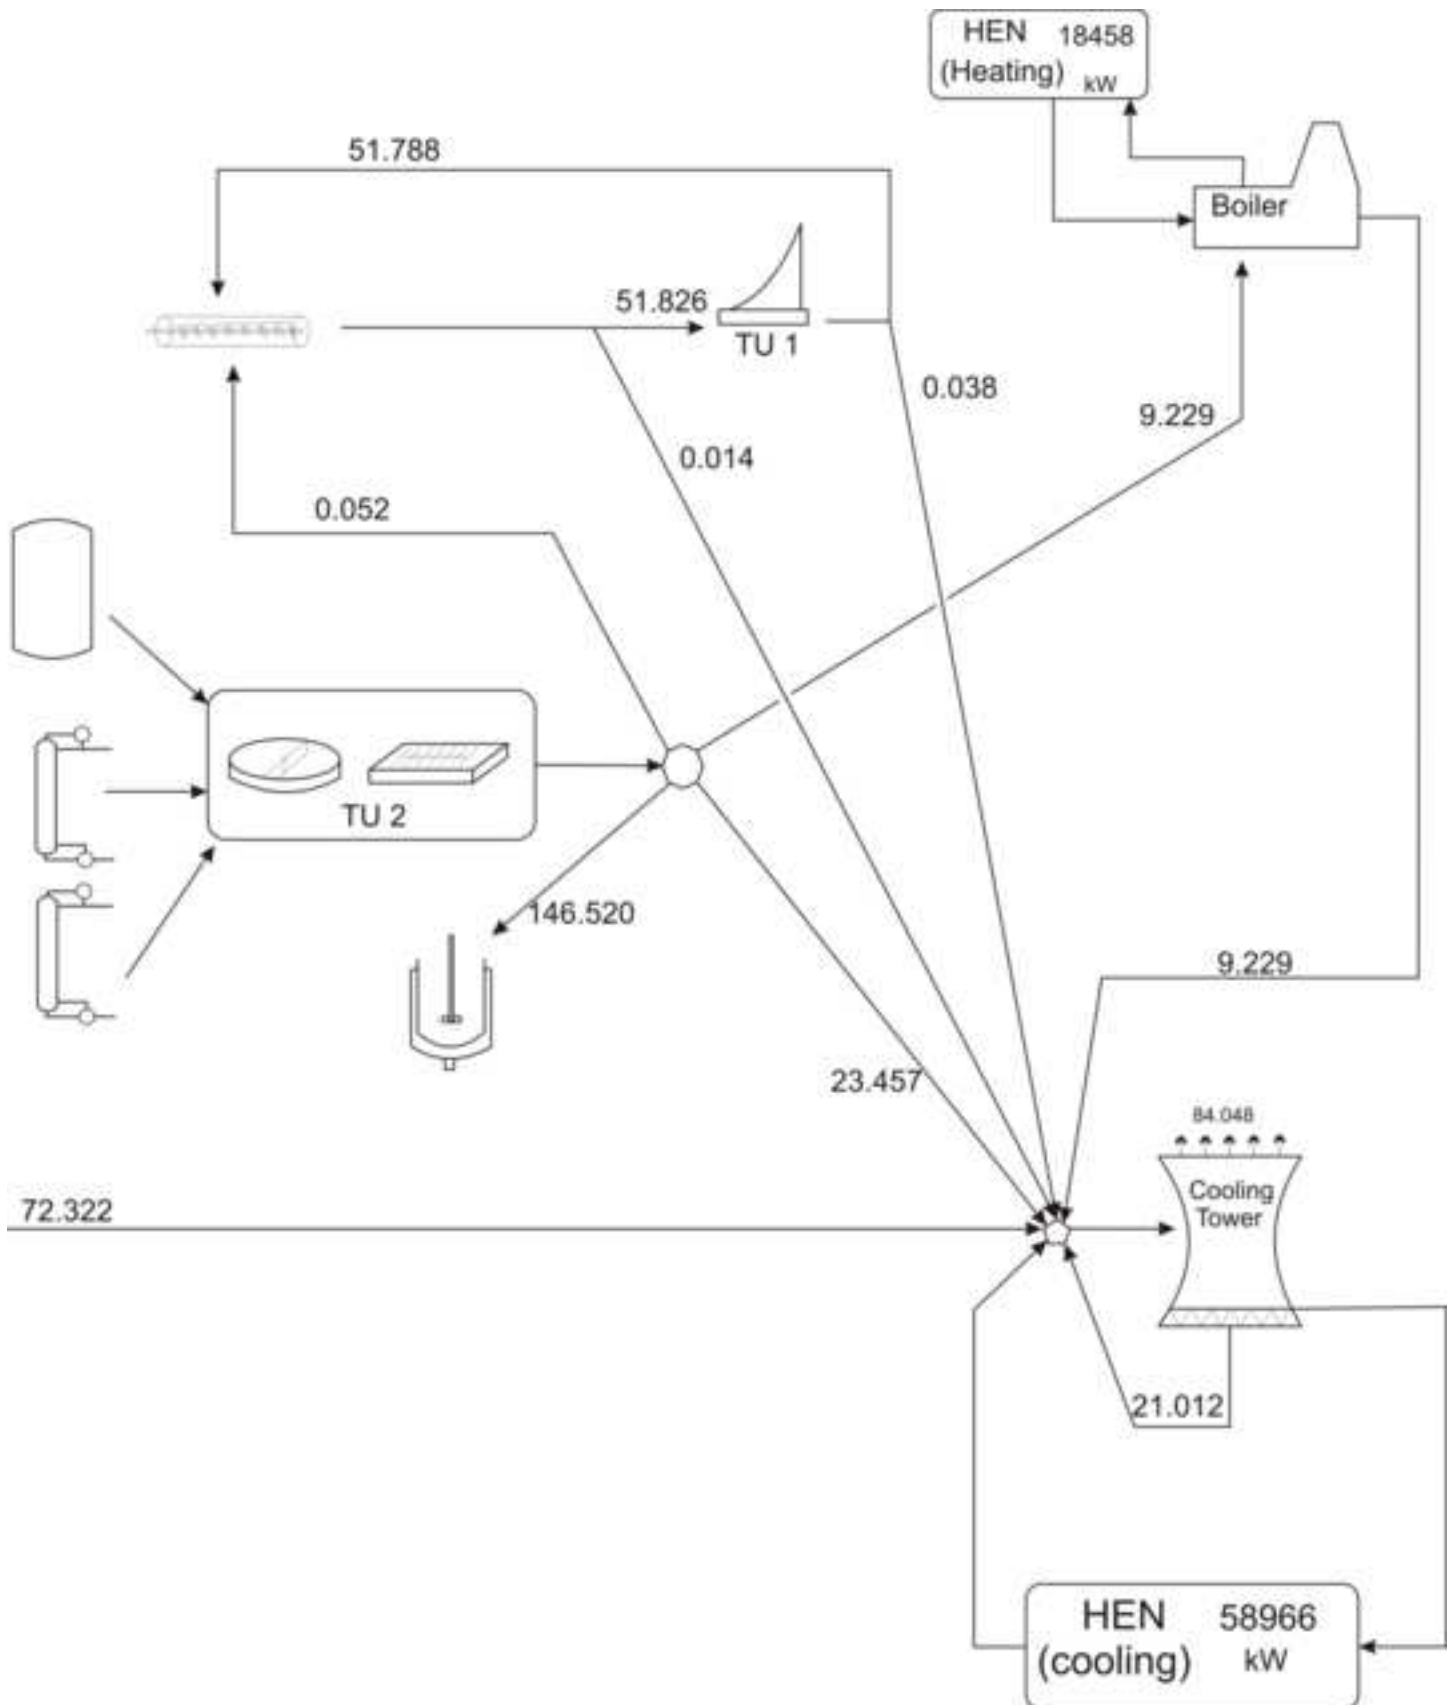 HEN 18458
(Heating) kW
51.788
Boiler
51.826
TU 1
0.038
9.229
0.014
0.052
TU 2
146.520
9.229
23.457
84.048
Cooling
Tower
72.322
21.012
HEN 58966
(cooling) kW